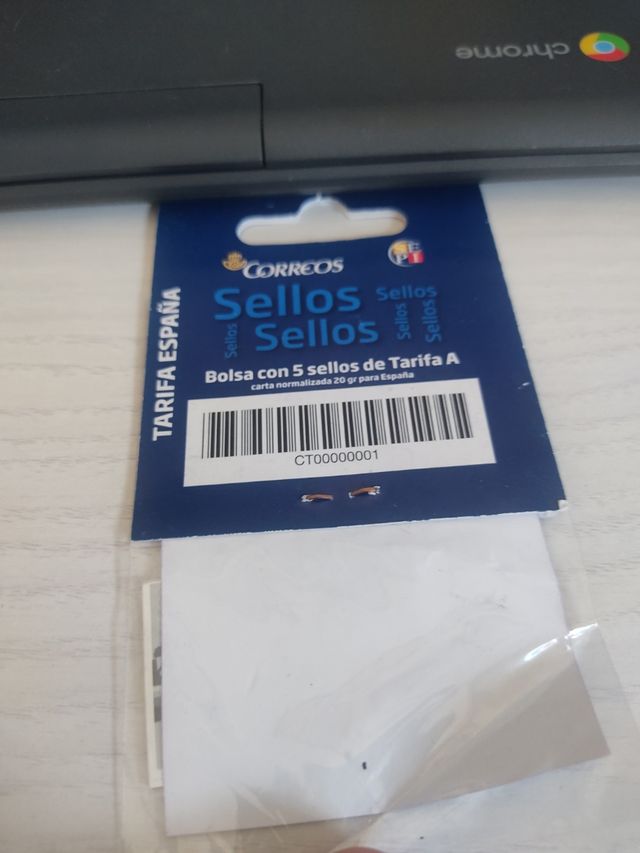 chrome
CORREOS
SEPI
TARIFA ESPAÑA
Sellos
Sellos
Sellos
Sellos
Sellos
Sellos
Bolsa con 5 sellos de Tarifa A
carta normalizada 20 gr para España
CT00000001